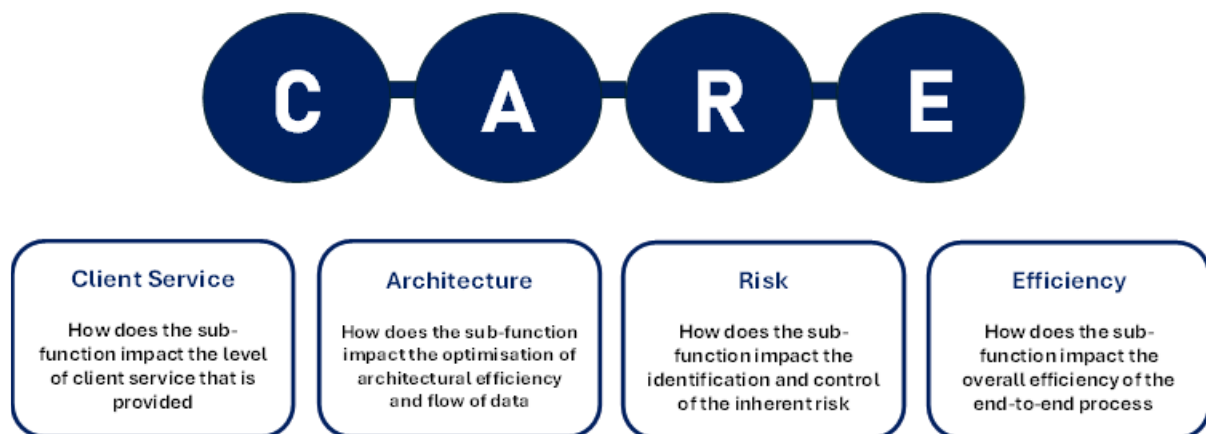 C A R E
Client Service
How does the sub-
function impact the level
of client service that is
provided
Architecture
How does the sub-function
impact the optimisation of
architectural efficiency
and flow of data
Risk
How does the sub-
function impact the
identification and control
of the inherent risk
Efficiency
How does the sub-
function impact the
overall efficiency of the
end-to-end process